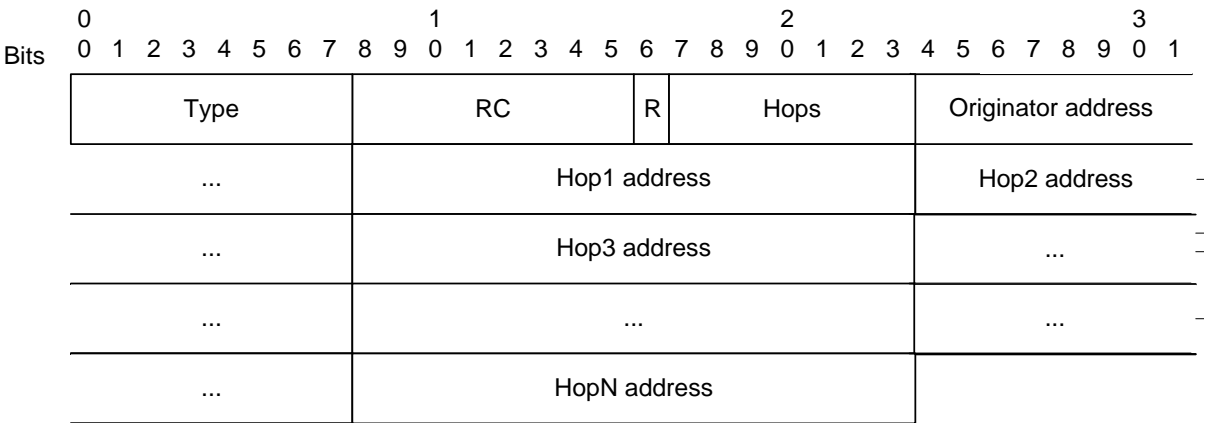 0 1 2 3
Bits 0 1 2 3 4 5 6 7 8 9 0 1 2 3 4 5 6 7 8 9 0 1 2 3 4 5 6 7 8 9 0 1
Type RC R Hops Originator address
... Hop1 address Hop2 address
... Hop3 address ...
... ... ...
... HopN address